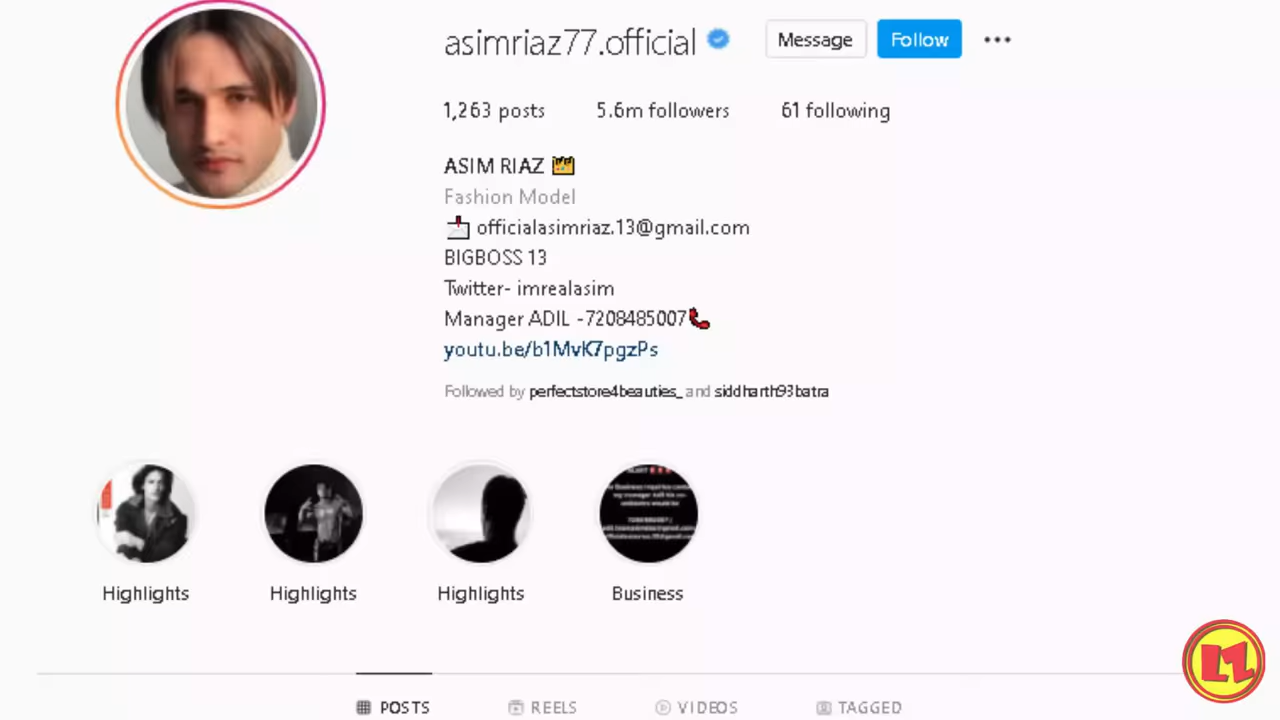 asimriaz77.official Message Follow
1,263 posts 5.6m followers 61 following
ASIM RIAZ
Fashion Model
officialasimriaz.13@gmail.com
BIGBOSS 13
Twitter- imrealasim
Manager ADIL -7208485007
youtu.be/b1MvK7pgzPs
Followed by perfectstore4beauties_ and siddharth93batra
Highlights Highlights Highlights Business
POSTS REELS VIDEOS TAGGED